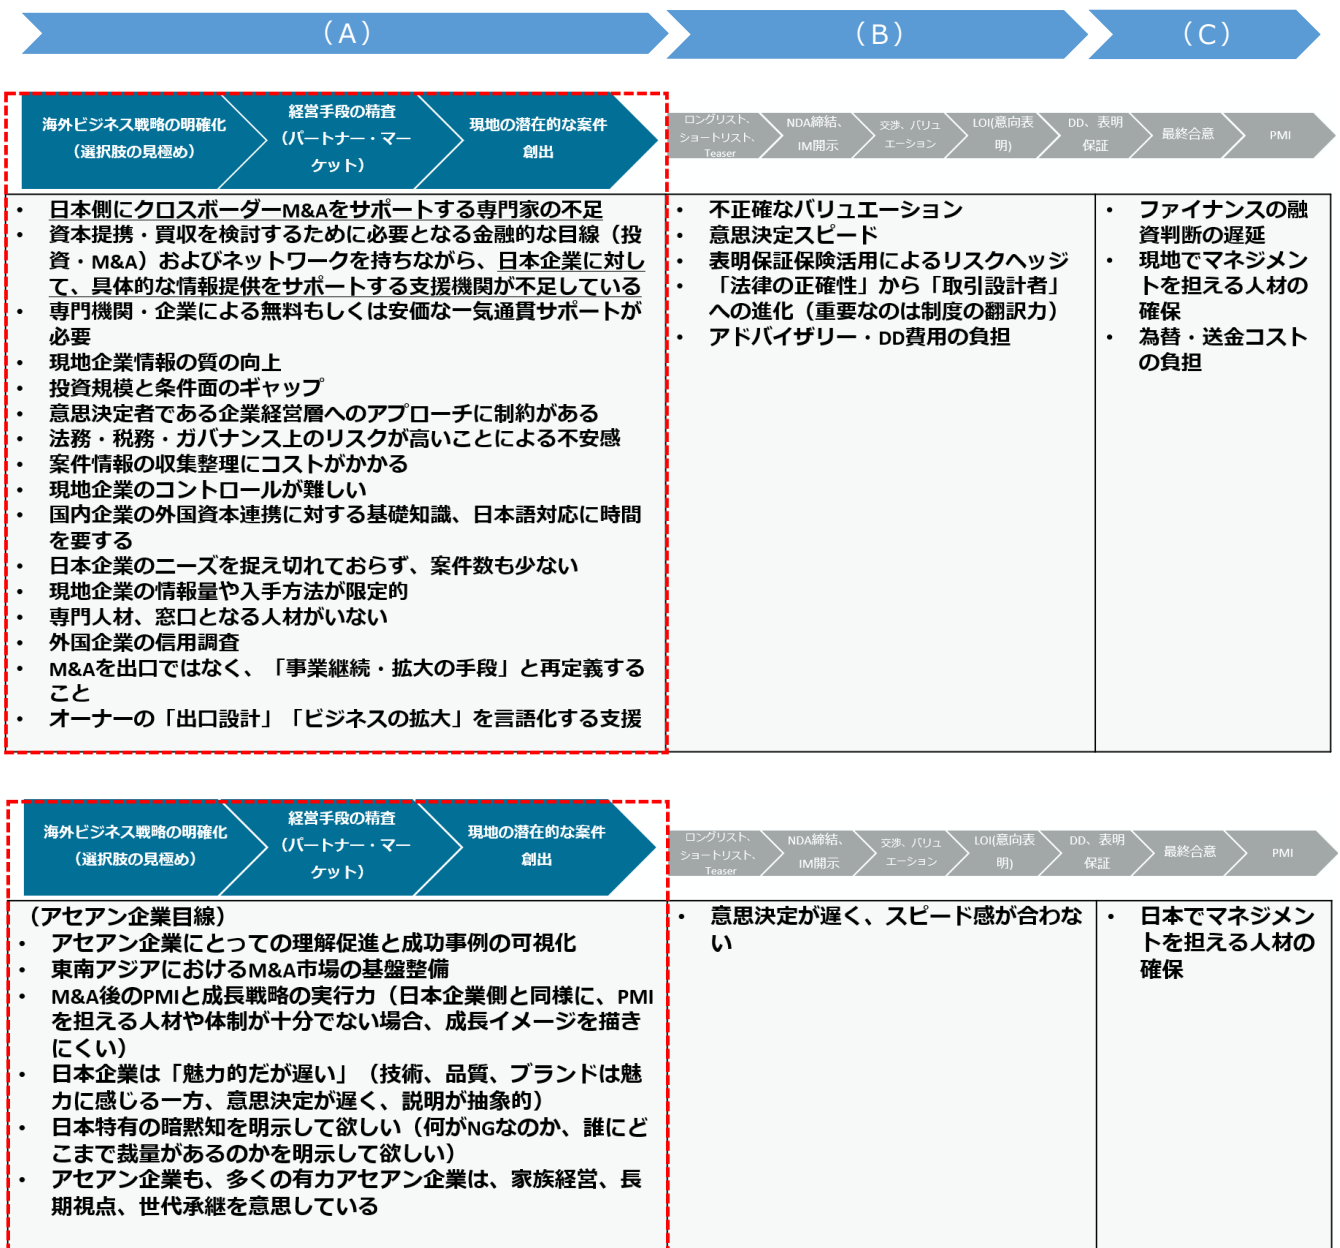 （A）
（B）
（C）
海外ビジネス戦略の明確化
（選択肢の見極め）
経営手段の精査
（パートナー・マー
ケット）
現地の潜在的な案件
創出
ロングリスト、
ショートリスト、
Teaser
NDA締結、
IM開示
交渉、バリュ
エーション
LOI(意向表
明)
DD、表明
保証
最終合意
PMI
• 日本側にクロスボーダーM&Aをサポートする専門家の不足
• 資本提携・買収を検討するために必要となる金融的な目線（投
資・M&A）およびネットワークを持ちながら、日本企業に対し
て、具体的な情報提供をサポートする支援機関が不足している
• 専門機関・企業による無料もしくは安価な一気通貫サポートが
必要
• 現地企業情報の質の向上
• 投資規模と条件面のギャップ
• 意思決定者である企業経営層へのアプローチに制約がある
• 法務・税務・ガバナンス上のリスクが高いことによる不安感
• 案件情報の収集整理にコストがかかる
• 現地企業のコントロールが難しい
• 国内企業の外国資本連携に対する基礎知識、日本語対応に時間
を要する
• 日本企業のニーズを捉え切れておらず、案件数も少ない
• 現地企業の情報量や入手方法が限定的
• 専門人材、窓口となる人材がいない
• 外国企業の信用調査
• M&Aを出口ではなく、「事業継続・拡大の手段」と再定義する
こと
• オーナーの「出口設計」「ビジネスの拡大」を言語化する支援
• 不正確なバリュエーション
• 意思決定スピード
• 表明保証保険活用によるリスクヘッジ
• 「法律の正確性」から「取引設計者」
への進化（重要なのは制度の翻訳力）
• アドバイザリー・DD費用の負担
• ファイナンスの融
資判断の遅延
• 現地でマネジメン
トを担える人材の
確保
• 為替・送金コスト
の負担
海外ビジネス戦略の明確化
（選択肢の見極め）
経営手段の精査
（パートナー・マー
ケット）
現地の潜在的な案件
創出
ロングリスト、
ショートリスト、
Teaser
NDA締結、
IM開示
交渉、バリュ
エーション
LOI(意向表
明)
DD、表明
保証
最終合意
PMI
（アセアン企業目線）
• アセアン企業にとっての理解促進と成功事例の可視化
• 東南アジアにおけるM&A市場の基盤整備
• M&A後のPMIと成長戦略の実行力（日本企業側と同様に、PMI
を担える人材や体制が十分でない場合、成長イメージを描き
にくい）
• 日本企業は「魅力的だが遅い」（技術、品質、ブランドは魅
力に感じる一方、意思決定が遅く、説明が抽象的）
• 日本特有の暗黙知を明示して欲しい（何がNGなのか、誰にど
こまで裁量があるのかを明示して欲しい）
• アセアン企業も、多くの有力アセアン企業は、家族経営、長
期視点、世代承継を意思している
• 意思決定が遅く、スピード感が合わな
い
• 日本でマネジメン
トを担える人材の
確保